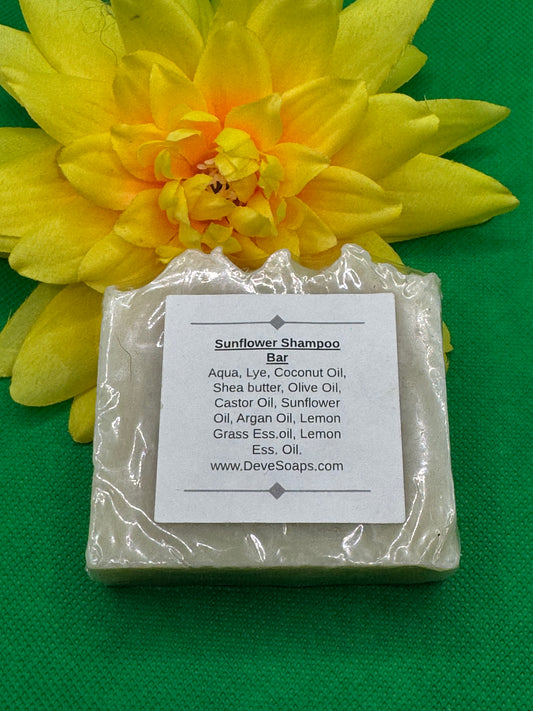 Sunflower Shampoo
Bar
Aqua, Lye, Coconut Oil,
Shea butter, Olive Oil,
Castor Oil, Sunflower
Oil, Argan Oil, Lemon
Grass Ess.oil, Lemon
Ess. Oil.
www.DeveSoaps.com